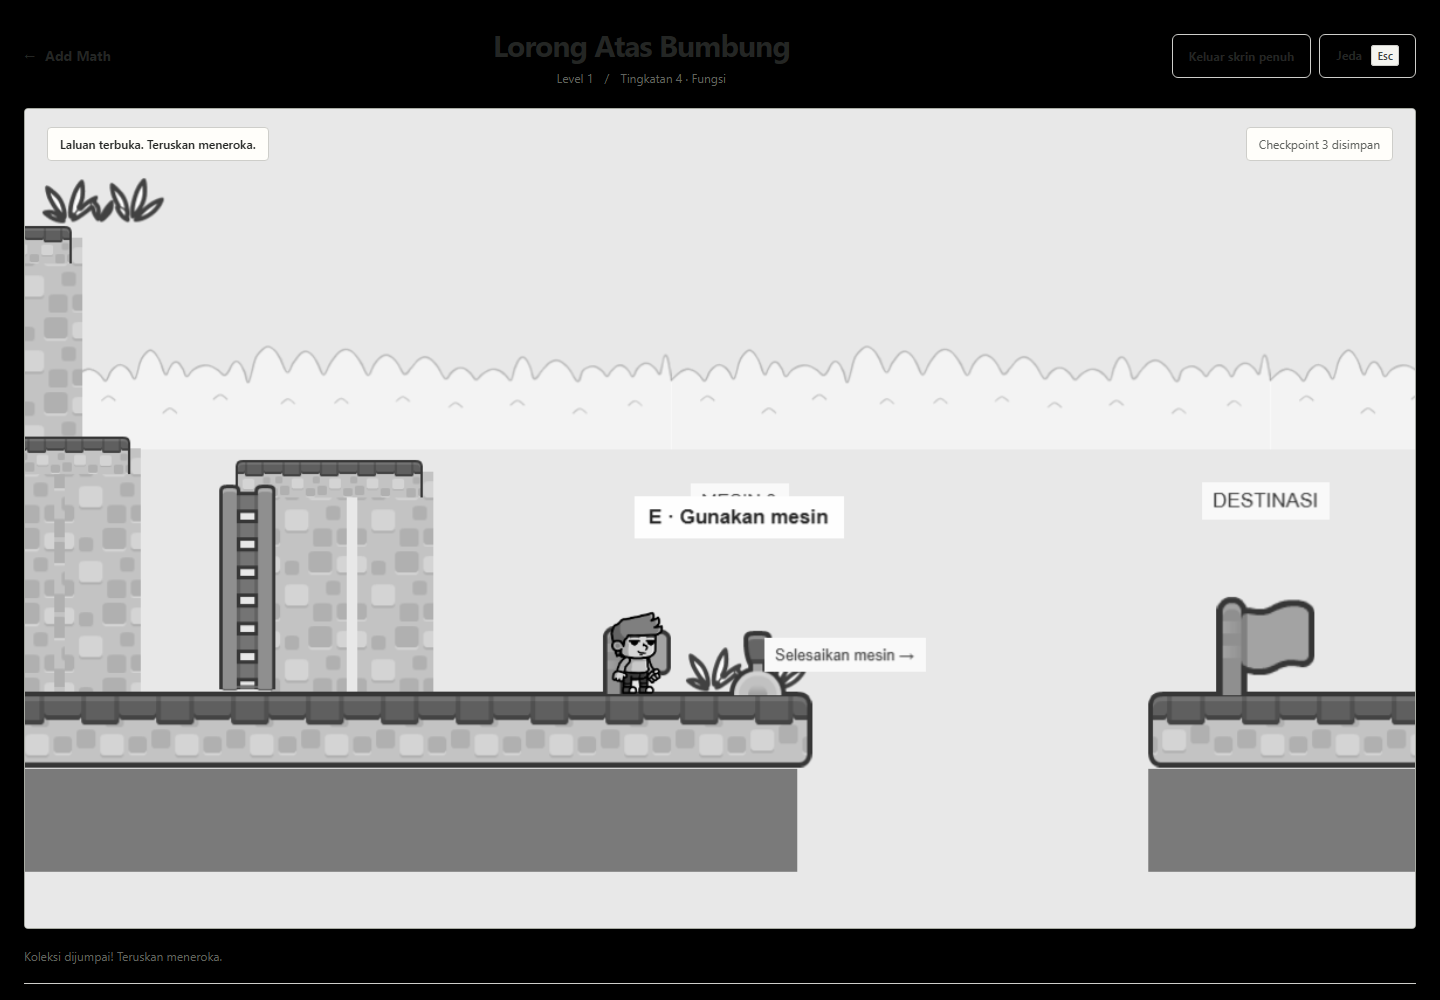 ← Add Math
Lorong Atas Bumbung
Level 1 / Tingkatan 4 · Fungsi
Keluar skrin penuh
Jeda Esc
Laluan terbuka. Teruskan meneroka.
Checkpoint 3 disimpan
E · Gunakan mesin
DESTINASI
Selesaikan mesin →
Koleksi dijumpai! Teruskan meneroka.